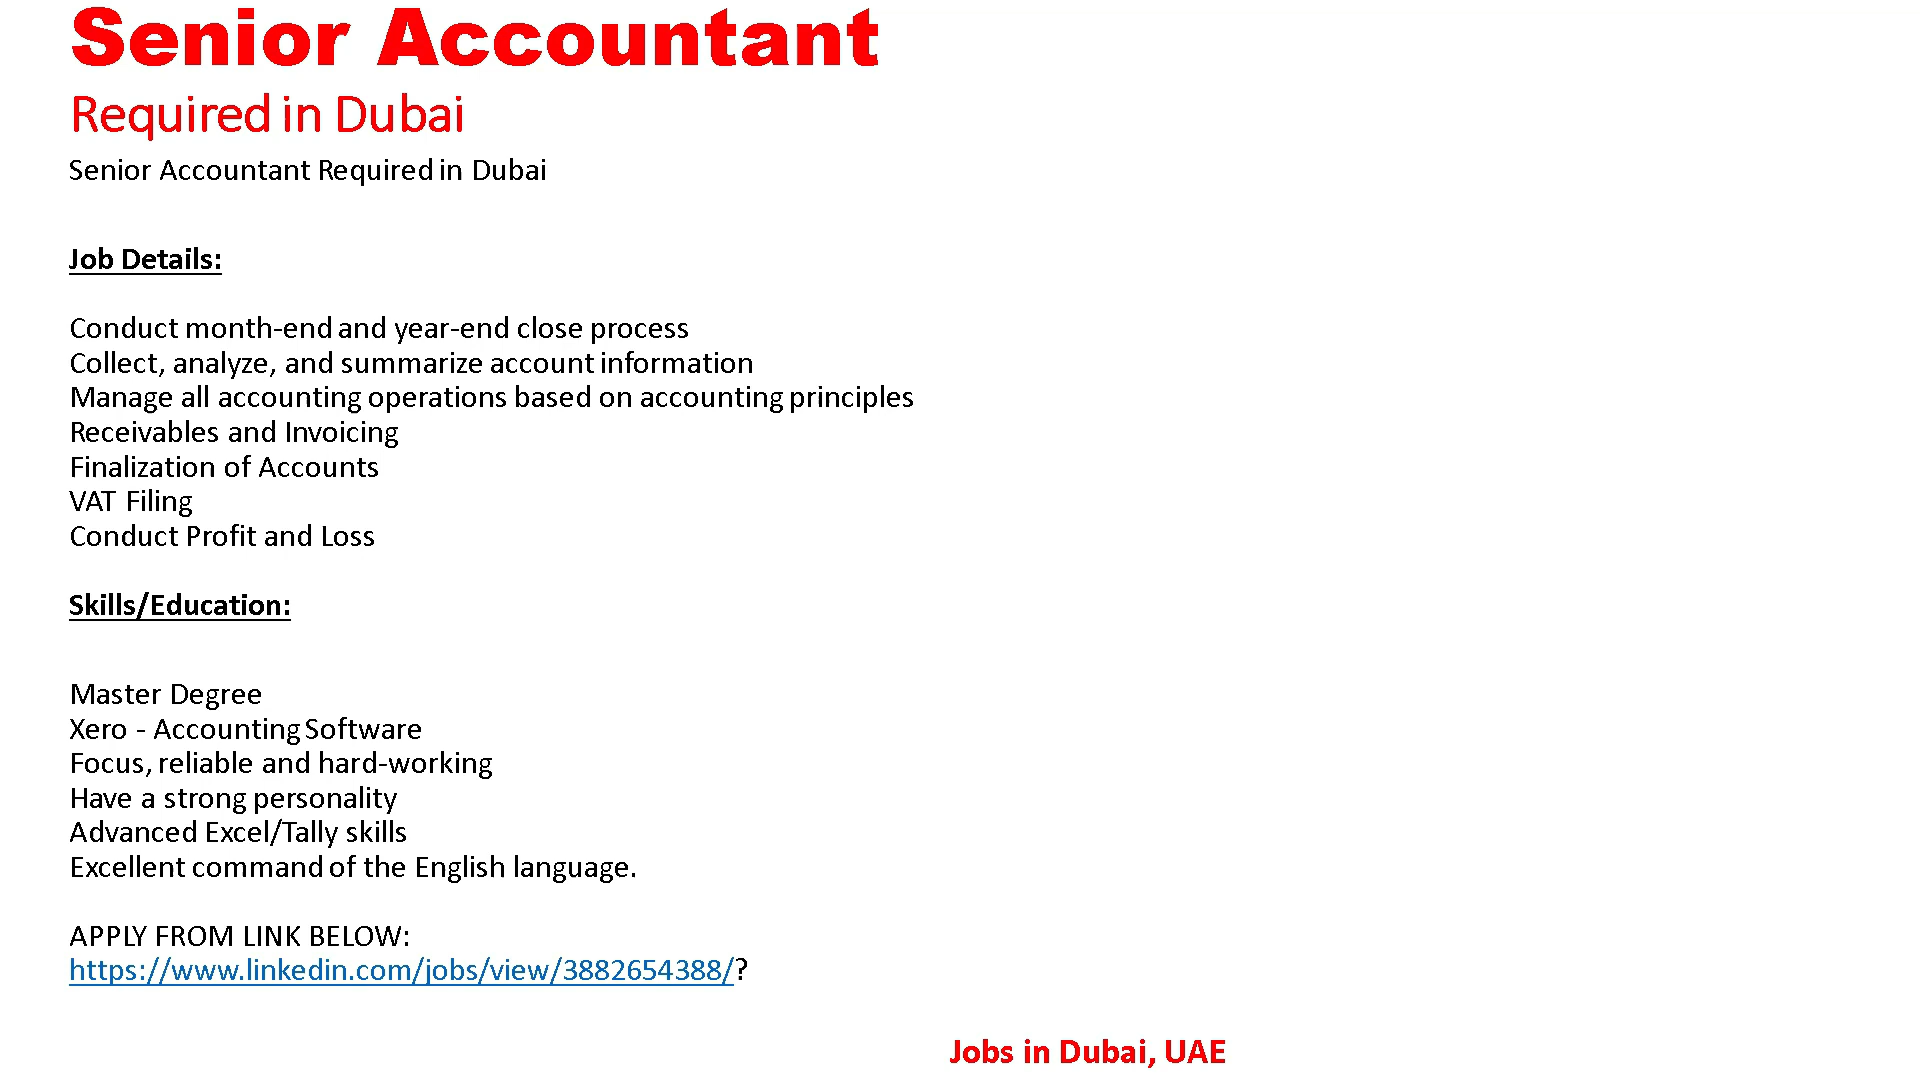 Senior Accountant
Required in Dubai
Senior Accountant Required in Dubai
Job Details:
Conduct month-end and year-end close process
Collect, analyze, and summarize account information
Manage all accounting operations based on accounting principles
Receivables and Invoicing
Finalization of Accounts
VAT Filing
Conduct Profit and Loss
Skills/Education:
Master Degree
Xero - Accounting Software
Focus, reliable and hard-working
Have a strong personality
Advanced Excel/Tally skills
Excellent command of the English language.
APPLY FROM LINK BELOW:
https://www.linkedin.com/jobs/view/3882654388/?
Jobs in Dubai, UAE